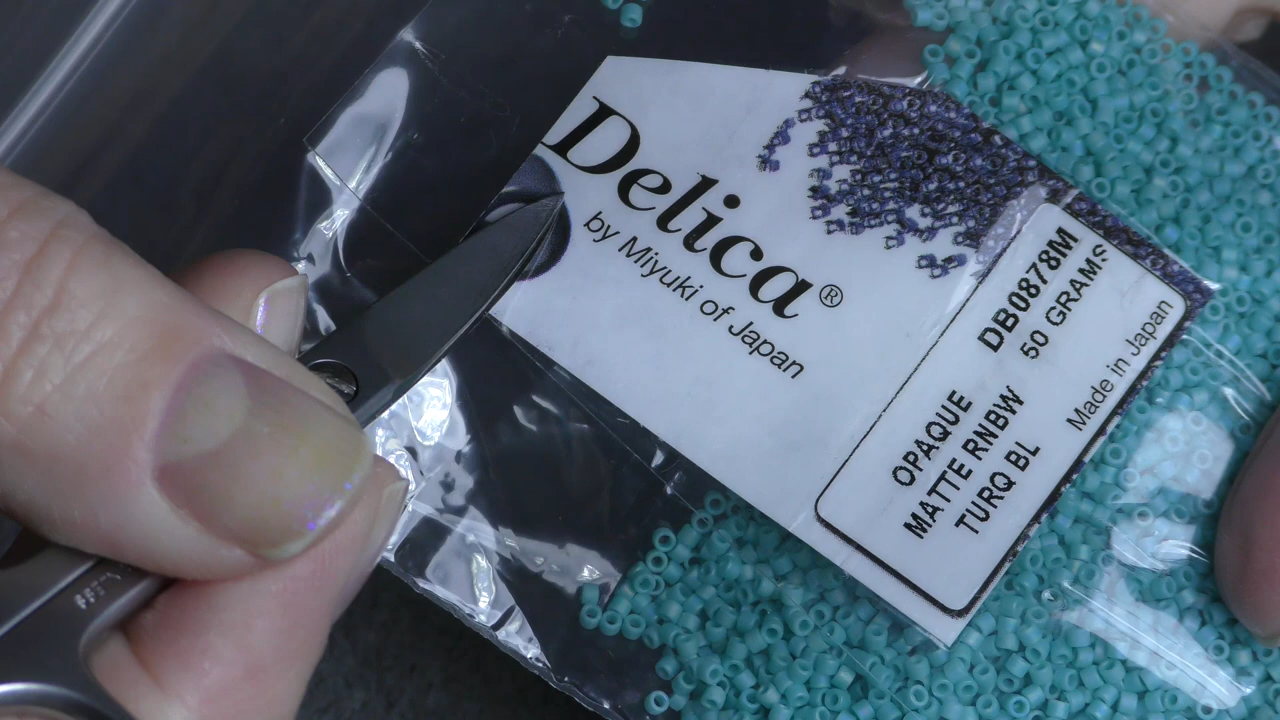 Delica®
by Miyuki of Japan
DB0878M
50 GRAMS
OPAQUE
MATTE RNBW
TURQ BL
Made in Japan